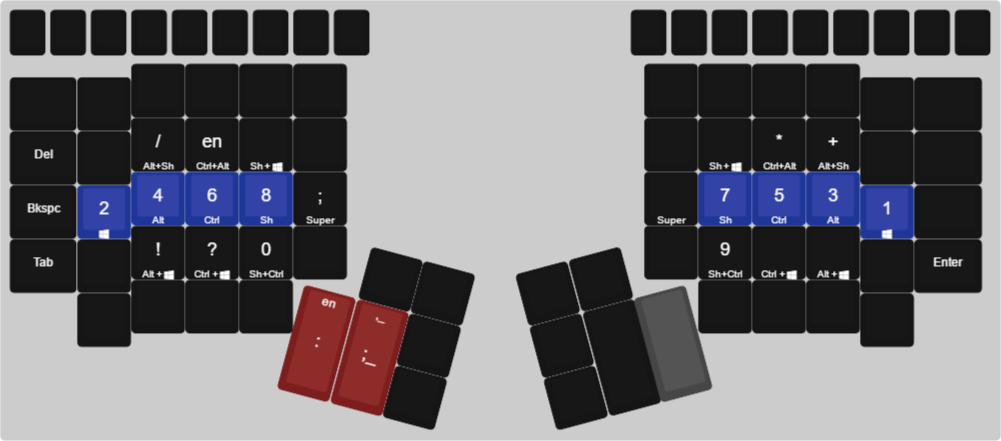 / en * +
Del Alt+Sh Ctrl+Alt Sh+ Sh+ Ctrl+Alt Alt+Sh
4 6 8 ; 7 5 3
Bkspc 2 1
Alt Ctrl Sh Super Super Sh Ctrl Alt
! ? 0 9
Tab Enter
Alt + Ctrl + Sh+Ctrl Sh+Ctrl Ctrl + Alt +
en
: